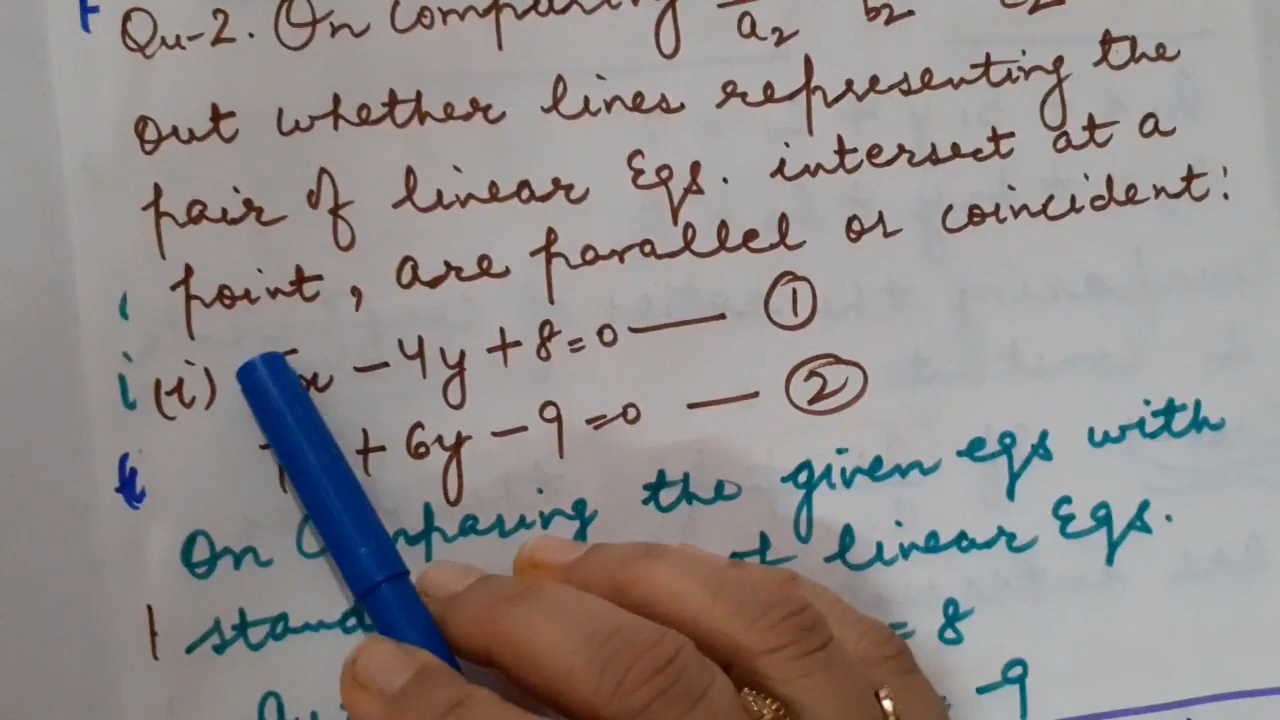 Qu-2. On Comparing a2 b2 c2
out whether lines representing the
pair of linear Eqs. intersect at a
point, are parallel or coincident:
(i) x - 4y + 8 = 0 — ①
+ 6y - 9 = 0 — ②
On Comparing the given eqs with
linear Eqs.
= 8
-9